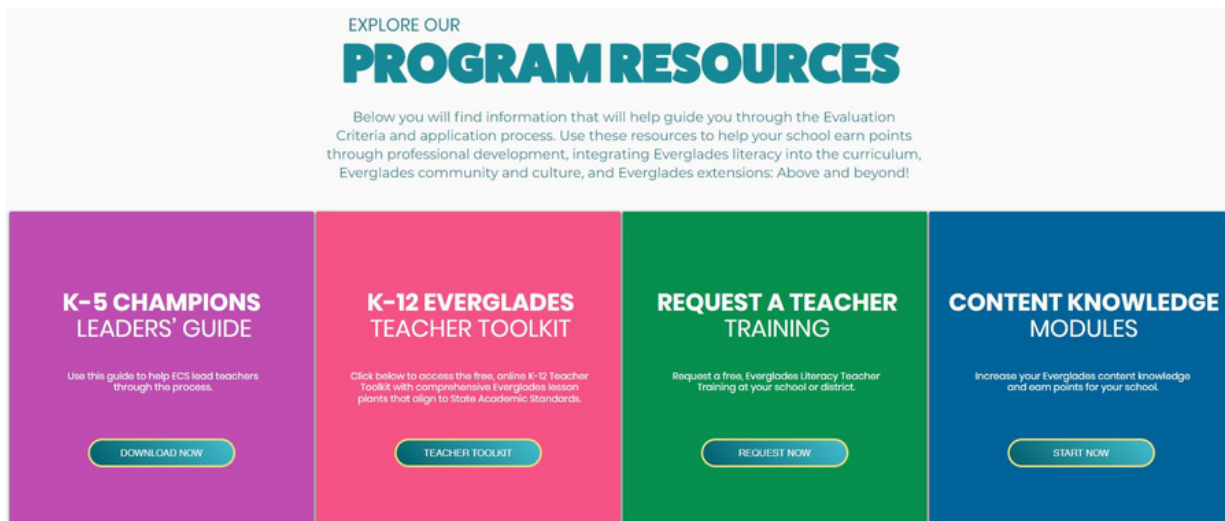 EXPLORE OUR
PROGRAM RESOURCES
Below you will find information that will help guide you through the Evaluation
Criteria and application process. Use these resources to help your school earn points
through professional development, integrating Everglades literacy into the curriculum,
Everglades community and culture, and Everglades extensions: Above and beyond!
K-5 CHAMPIONS
LEADERS' GUIDE
Use this guide to help ECS lead teachers
through the process.
DOWNLOAD NOW
K-12 EVERGLADES
TEACHER TOOLKIT
Click below to access the free, online K-12 Teacher
Toolkit with comprehensive Everglades lesson
plants that align to State Academic Standards.
TEACHER TOOLKIT
REQUEST A TEACHER
TRAINING
Request a free, Everglades Literacy Teacher
Training at your school or district.
REQUEST NOW
CONTENT KNOWLEDGE
MODULES
Increase your Everglades content knowledge
and earn points for your school.
START NOW